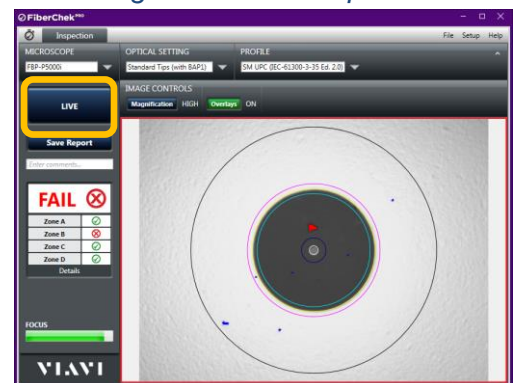 FiberChek PRO
Inspection File Setup Help
MICROSCOPE OPTICAL SETTING PROFILE
FBP-P5000i Standard Tips (with BAP1) SM UPC (IEC-61300-3-35 Ed. 2.0)
IMAGE CONTROLS
Magnification HIGH Overlays ON
LIVE
Save Report
Enter comments...
FAIL
Zone A
Zone B
Zone C
Zone D
Details
FOCUS
VIAVI